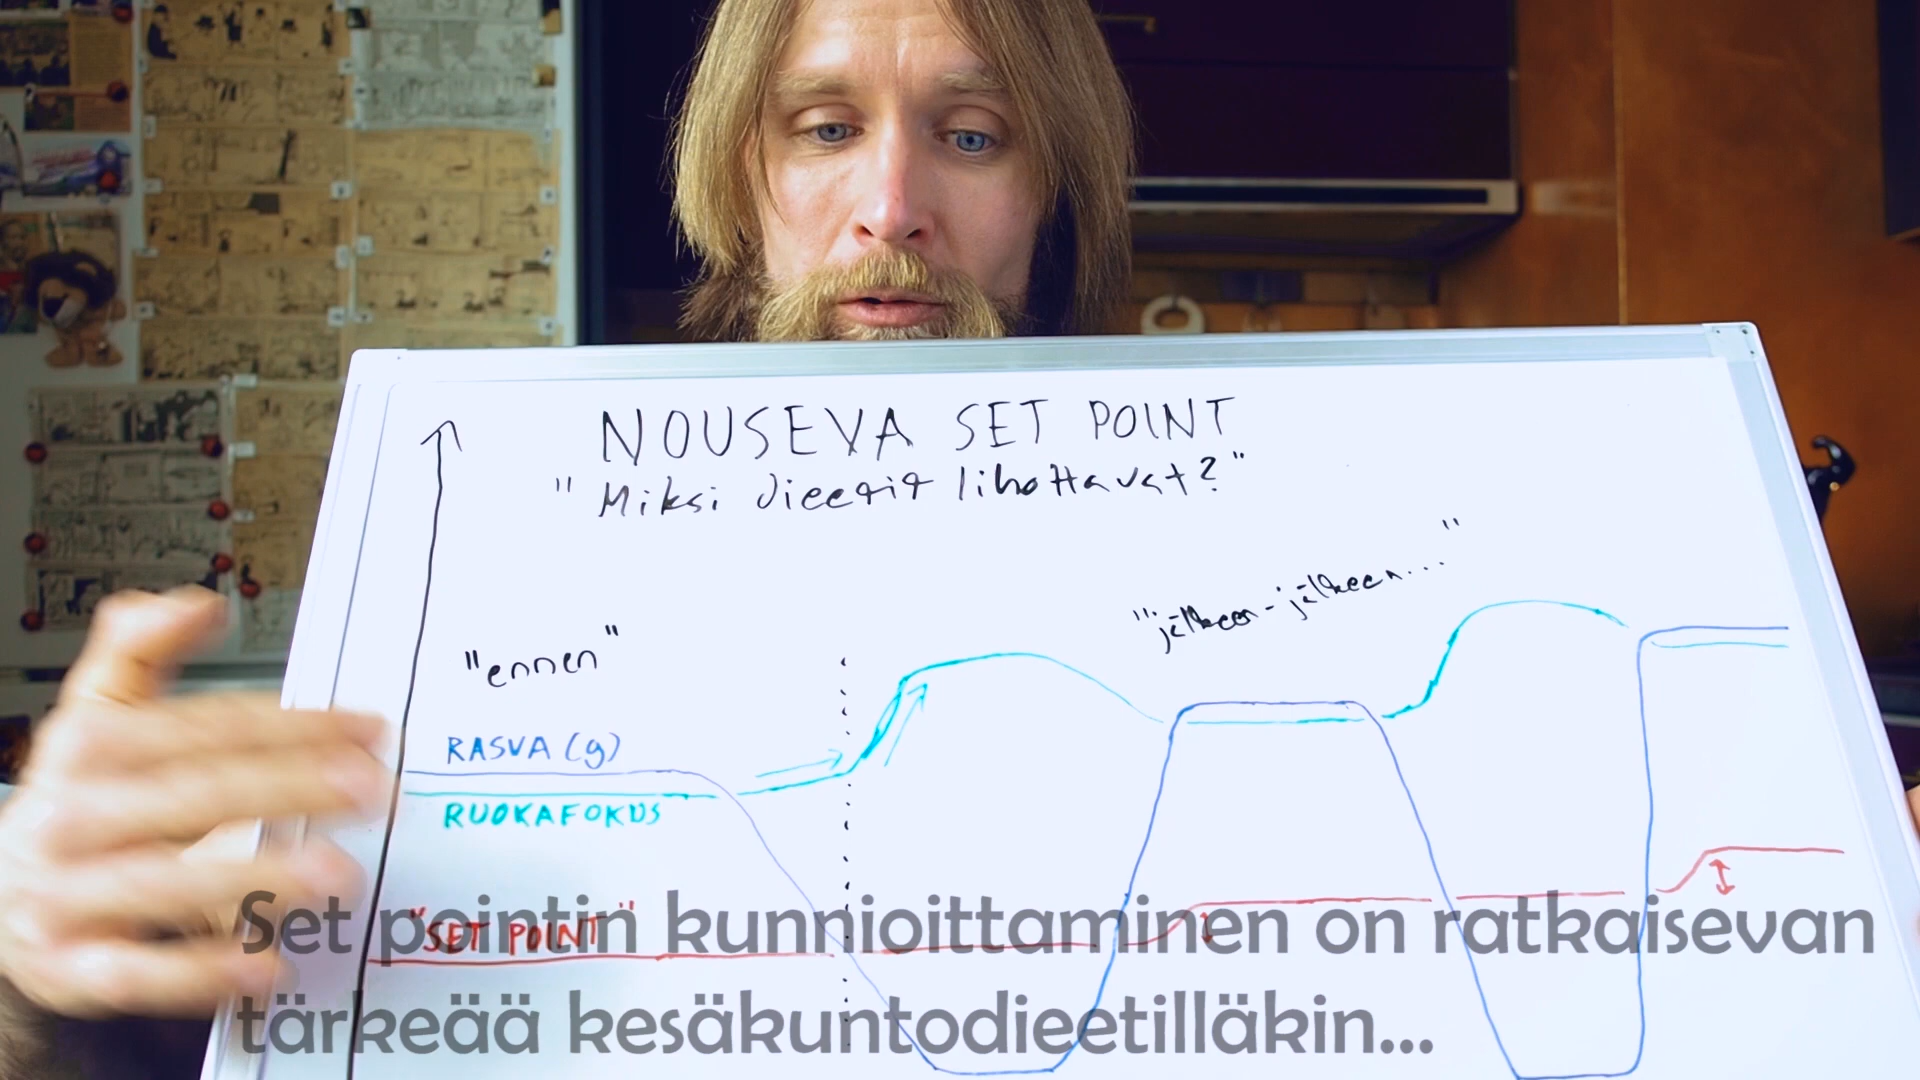 NOUSEVA SET POINT
"Miksi dieetit lihottavat?"
"ennen"
"jälkeen-jälkeen..."
RASVA (g)
RUOKAFOKUS
"SET POINT"
Set pointin kunnioittaminen on ratkaisevan
tärkeää kesäkuntodieetilläkin...